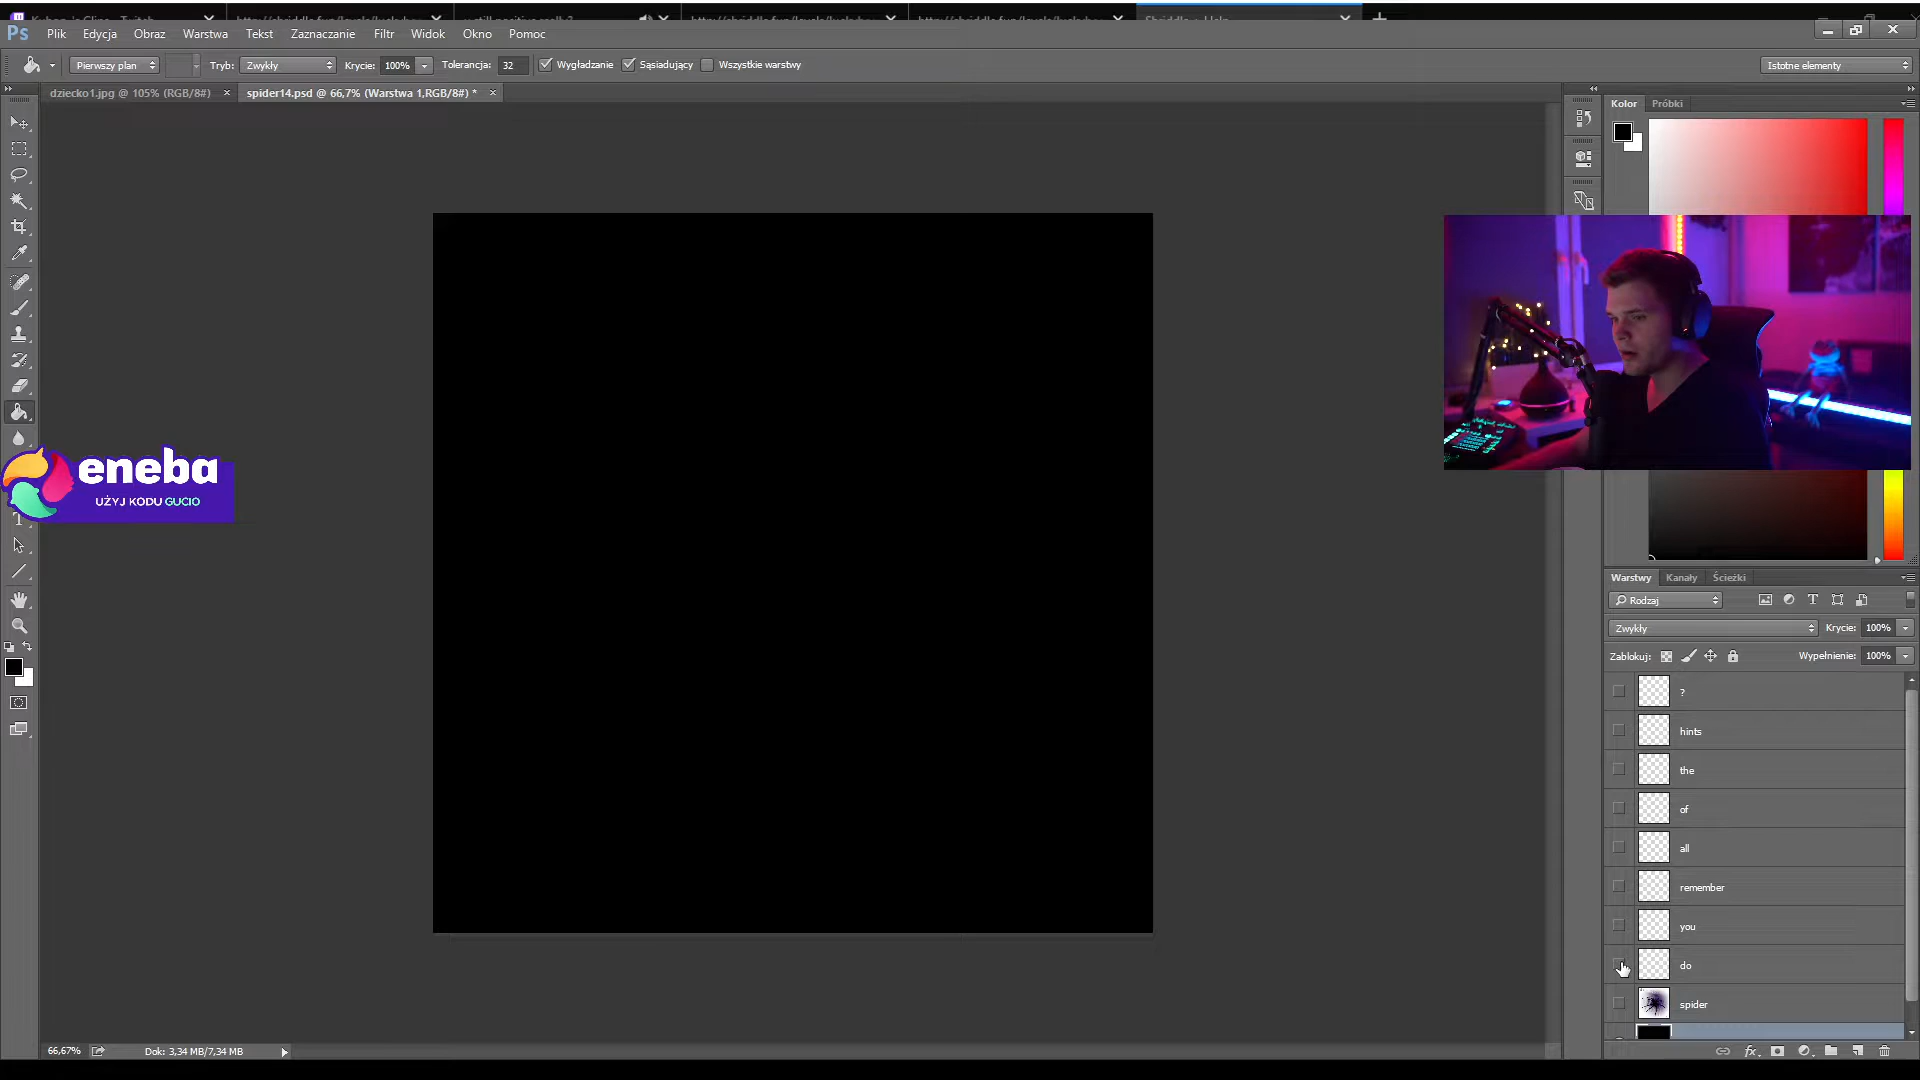 Ps Plik Edycja Obraz Warstwa Tekst Zaznaczanie Filtr Widok Okno Pomoc
Pierwszy plan Tryb: Zwykły Krycie: 100% Tolerancja: 32 Wygładzanie Sąsiadujący Wszystkie warstwy Istotne elementy
dziecko1.jpg @ 105% (RGB/8#) × spider14.psd @ 66,7% (Warstwa 1,RGB/8#) * ×
Kolor Próbki
eneba
UŻYJ KODU GUCIO
Warstwy Kanały Ścieżki
Rodzaj
Zwykły Krycie: 100%
Zablokuj: Wypełnienie: 100%
?
hints
the
of
all
remember
you
do
spider
66,67% Dok: 3,34 MB/7,34 MB